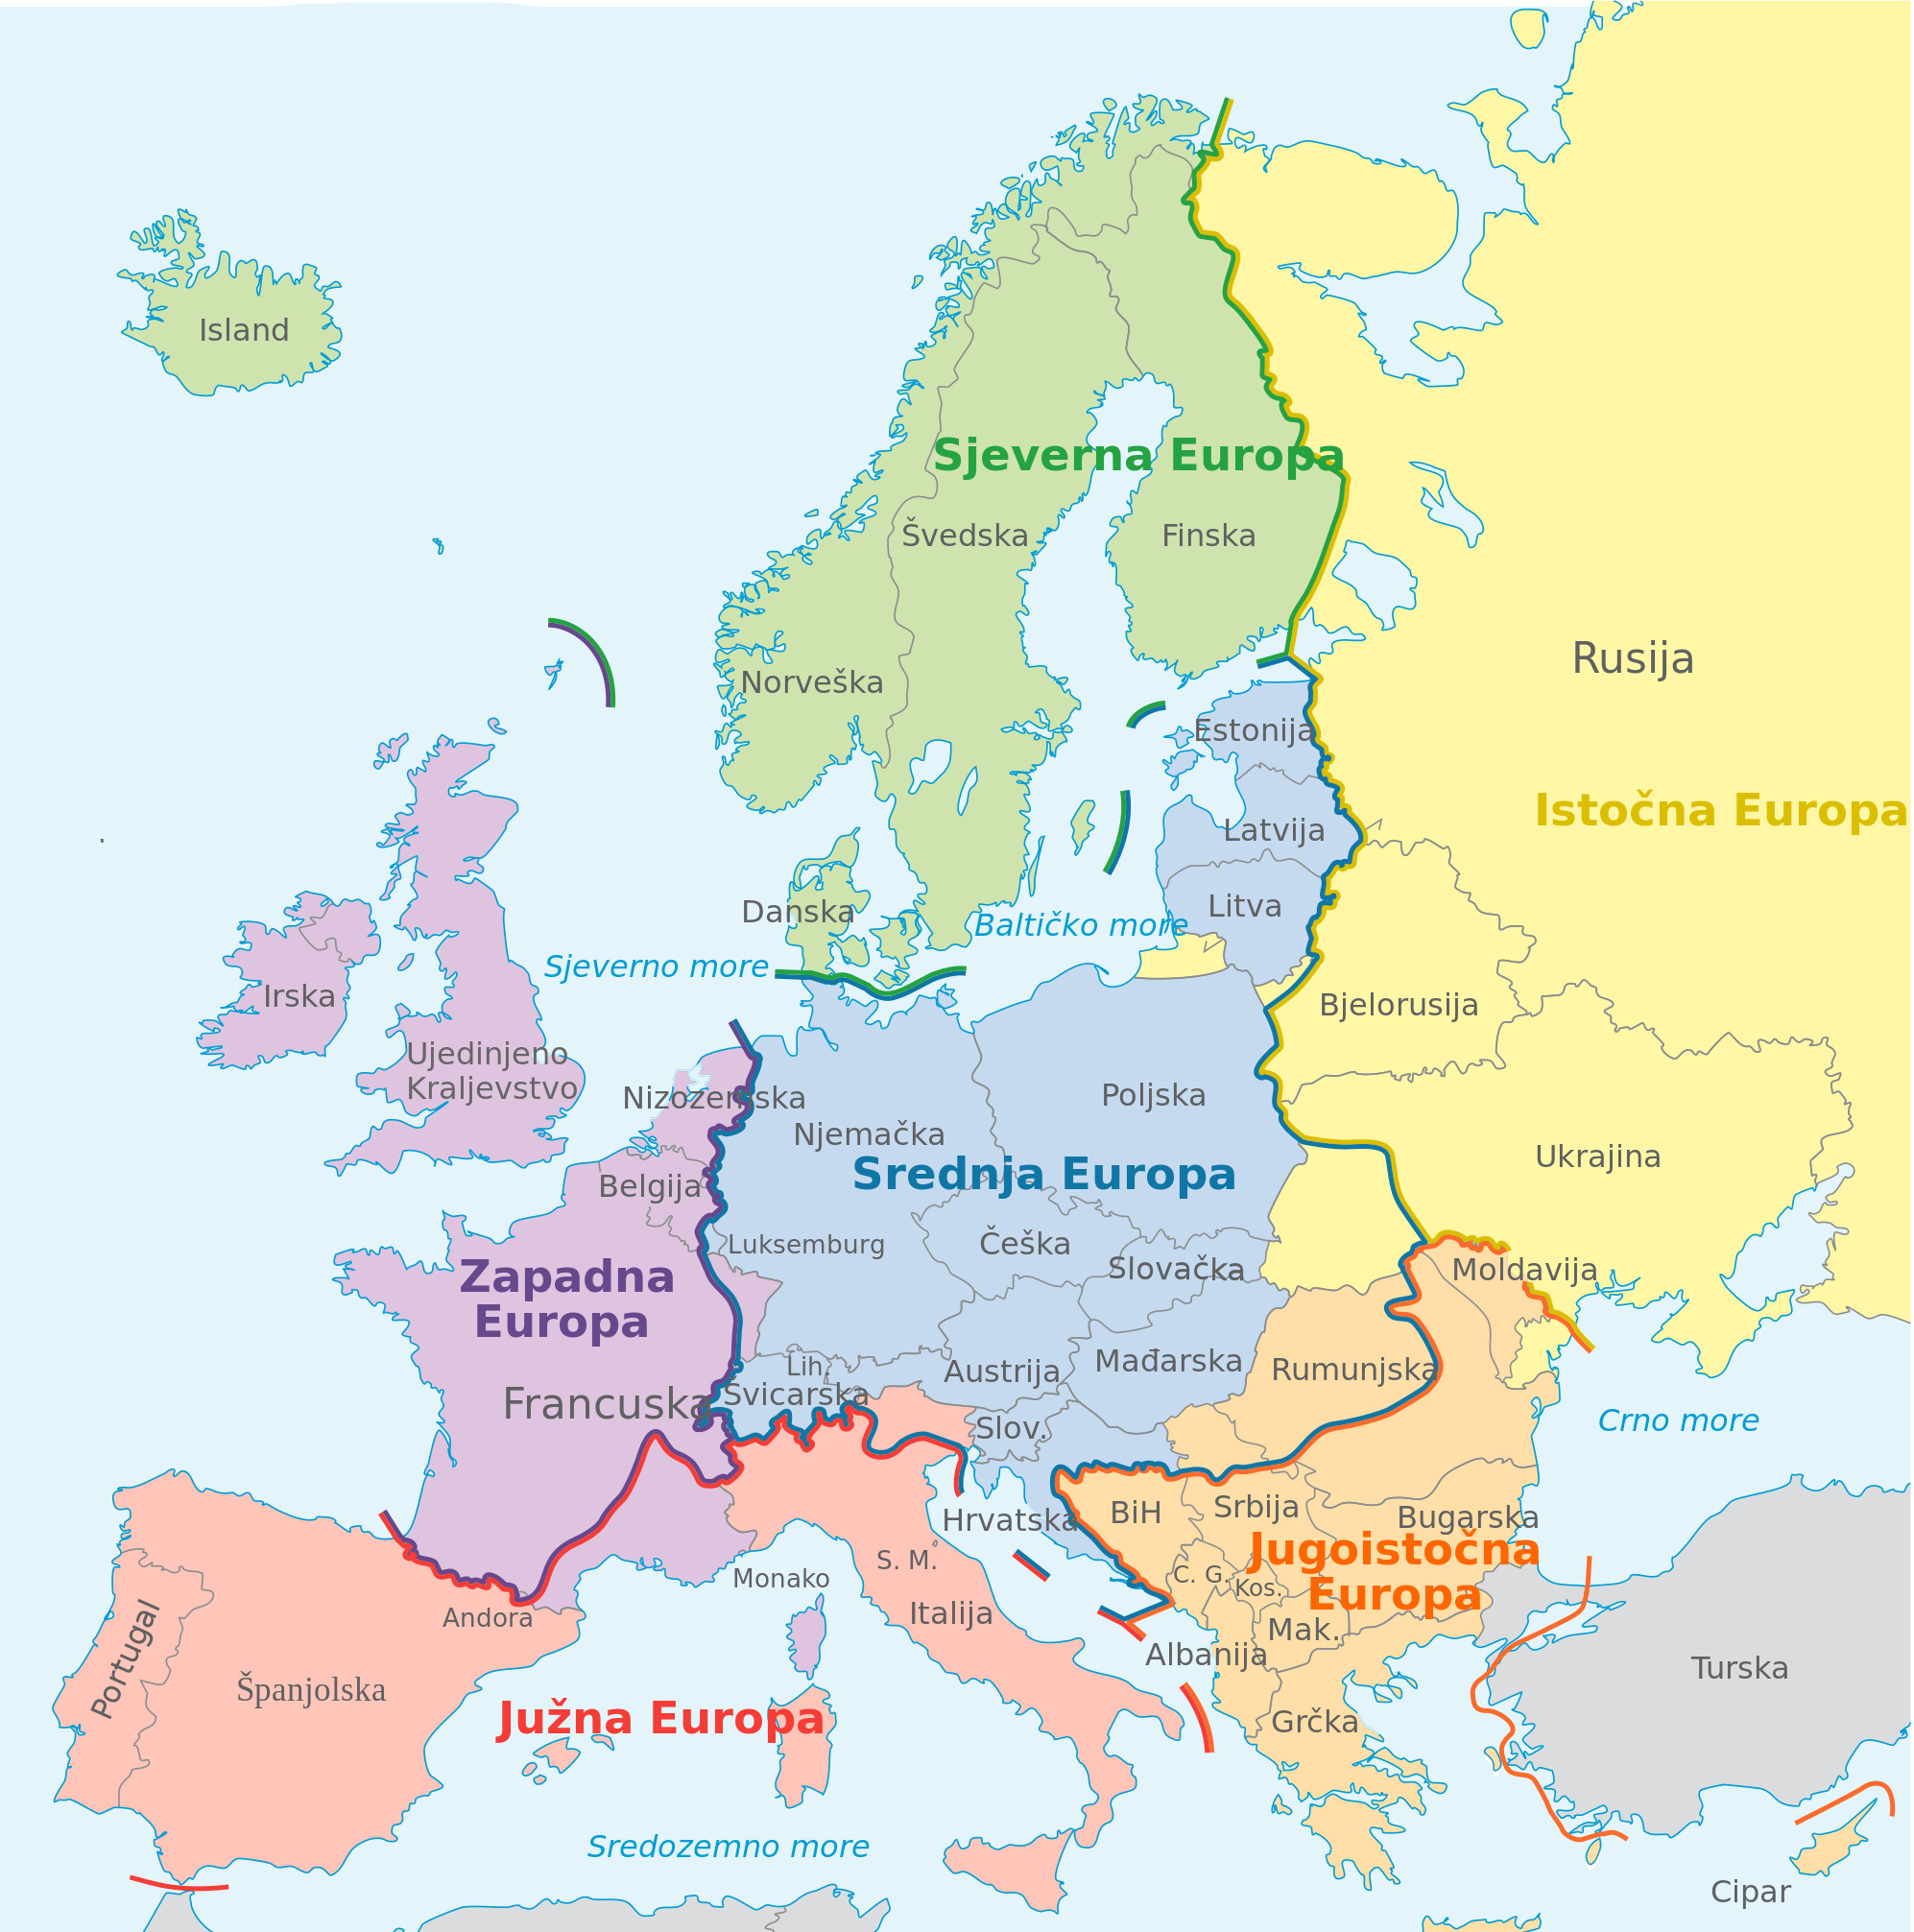 Island
Sjeverna Europa
Švedska
Finska
Rusija
Norveška
Estonija
Istočna Europa
Latvija
Litva
Danska
Baltičko more
Sjeverno more
Irska
Bjelorusija
Ujedinjeno
Kraljevstvo
Nizozemska
Poljska
Njemačka
Ukrajina
Srednja Europa
Belgija
Luksemburg
Češka
Slovačka
Moldavija
Zapadna
Europa
Lih.
Austrija
Mađarska
Rumunjska
Švicarska
Francuska
Slov.
Crno more
Hrvatska
BiH
Srbija
Bugarska
Jugoistočna
Europa
S. M.
Monako
C. G.
Kos.
Andora
Italija
Mak.
Portugal
Albanija
Turska
Španjolska
Južna Europa
Grčka
Sredozemno more
Cipar